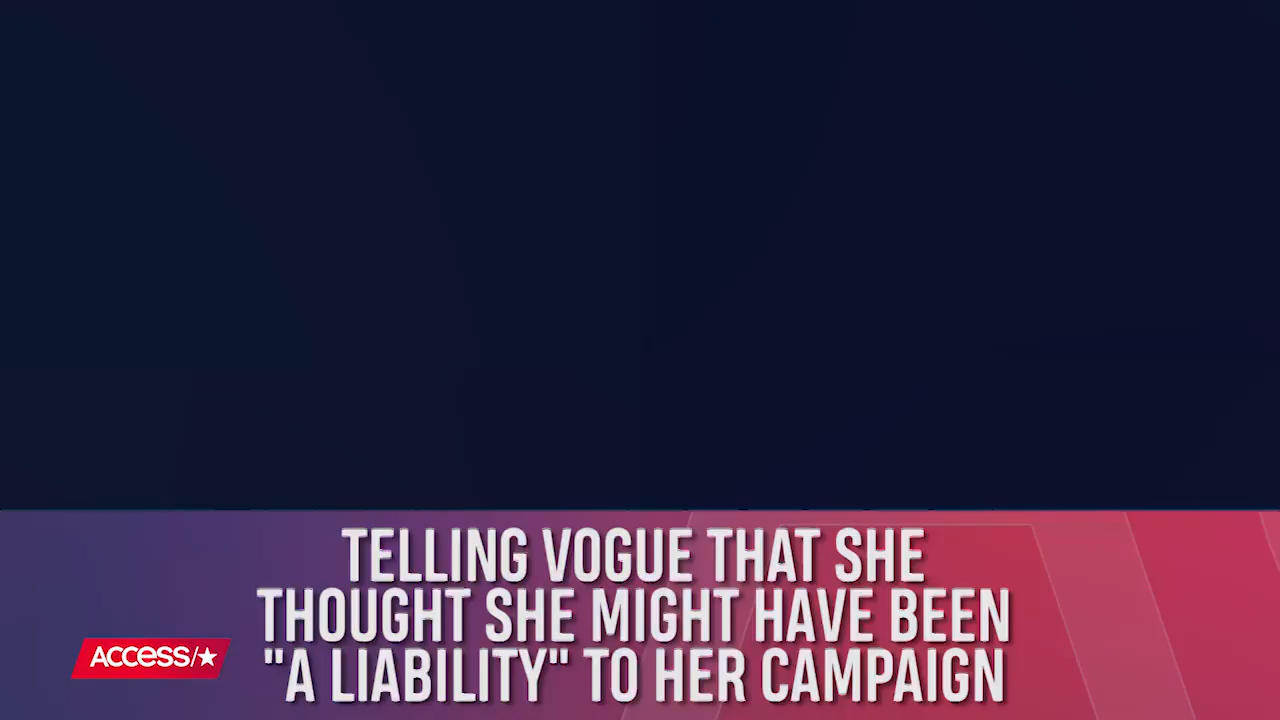 TELLING VOGUE THAT SHE
THOUGHT SHE MIGHT HAVE BEEN
"A LIABILITY" TO HER CAMPAIGN
ACCESS/★